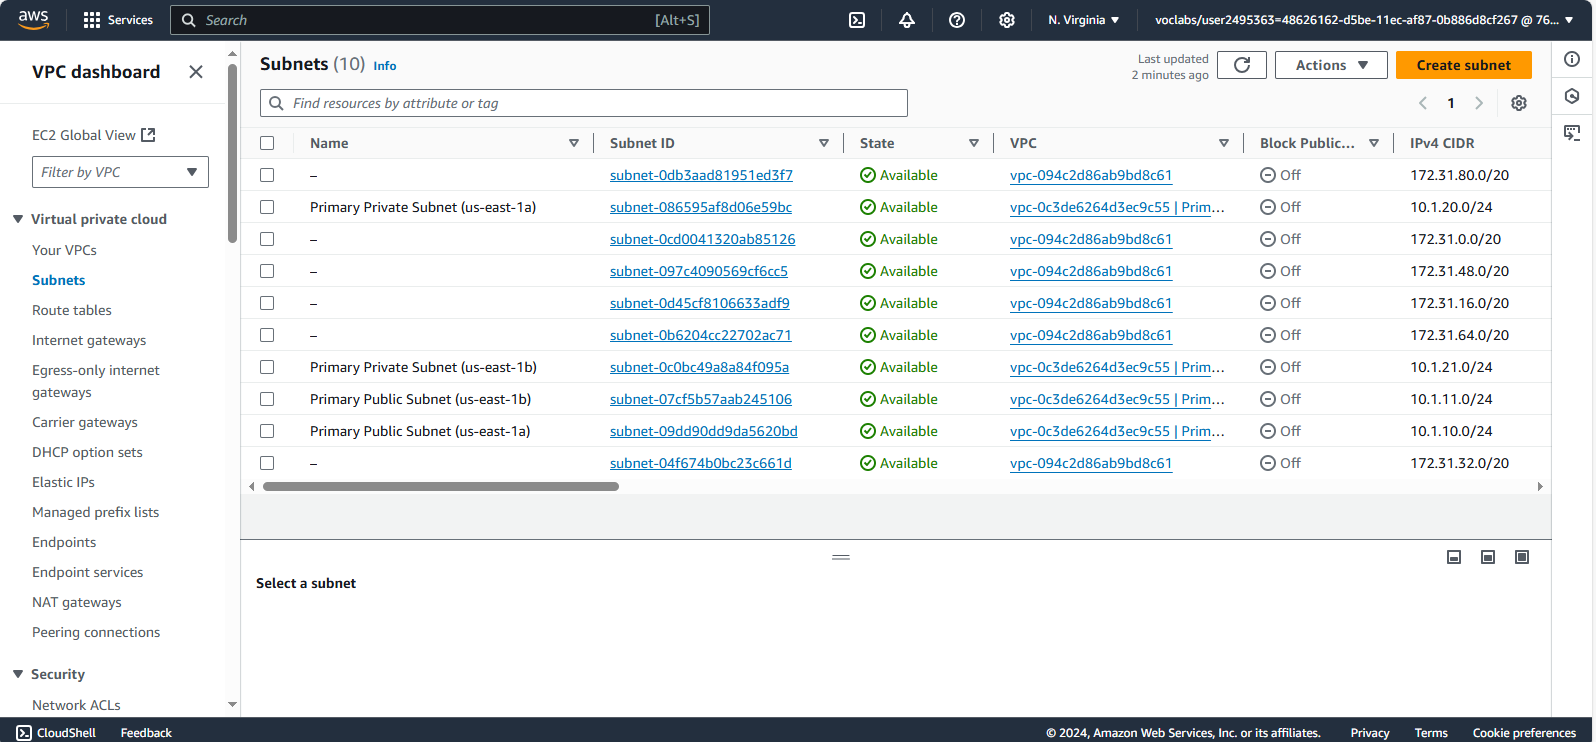 aws
Services
Search
[Alt+S]
N. Virginia
voclabs/user2495363=48626162-d5be-11ec-af87-0b886d8cf267 @ 76...
VPC dashboard
EC2 Global View
Filter by VPC
Virtual private cloud
Your VPCs
Subnets
Route tables
Internet gateways
Egress-only internet
gateways
Carrier gateways
DHCP option sets
Elastic IPs
Managed prefix lists
Endpoints
Endpoint services
NAT gateways
Peering connections
Security
Network ACLs
Subnets (10) Info
Last updated
2 minutes ago
Actions
Create subnet
Find resources by attribute or tag
1
Name Subnet ID State VPC Block Public... IPv4 CIDR
– subnet-0db3aad81951ed3f7 Available vpc-094c2d86ab9bd8c61 Off 172.31.80.0/20
Primary Private Subnet (us-east-1a) subnet-086595af8d06e59bc Available vpc-0c3de6264d3ec9c55 | Prim... Off 10.1.20.0/24
– subnet-0cd0041320ab85126 Available vpc-094c2d86ab9bd8c61 Off 172.31.0.0/20
– subnet-097c4090569cf6cc5 Available vpc-094c2d86ab9bd8c61 Off 172.31.48.0/20
– subnet-0d45cf8106633adf9 Available vpc-094c2d86ab9bd8c61 Off 172.31.16.0/20
– subnet-0b6204cc22702ac71 Available vpc-094c2d86ab9bd8c61 Off 172.31.64.0/20
Primary Private Subnet (us-east-1b) subnet-0c0bc49a8a84f095a Available vpc-0c3de6264d3ec9c55 | Prim... Off 10.1.21.0/24
Primary Public Subnet (us-east-1b) subnet-07cf5b57aab245106 Available vpc-0c3de6264d3ec9c55 | Prim... Off 10.1.11.0/24
Primary Public Subnet (us-east-1a) subnet-09dd90dd9da5620bd Available vpc-0c3de6264d3ec9c55 | Prim... Off 10.1.10.0/24
– subnet-04f674b0bc23c661d Available vpc-094c2d86ab9bd8c61 Off 172.31.32.0/20
Select a subnet
CloudShell Feedback
© 2024, Amazon Web Services, Inc. or its affiliates. Privacy Terms Cookie preferences